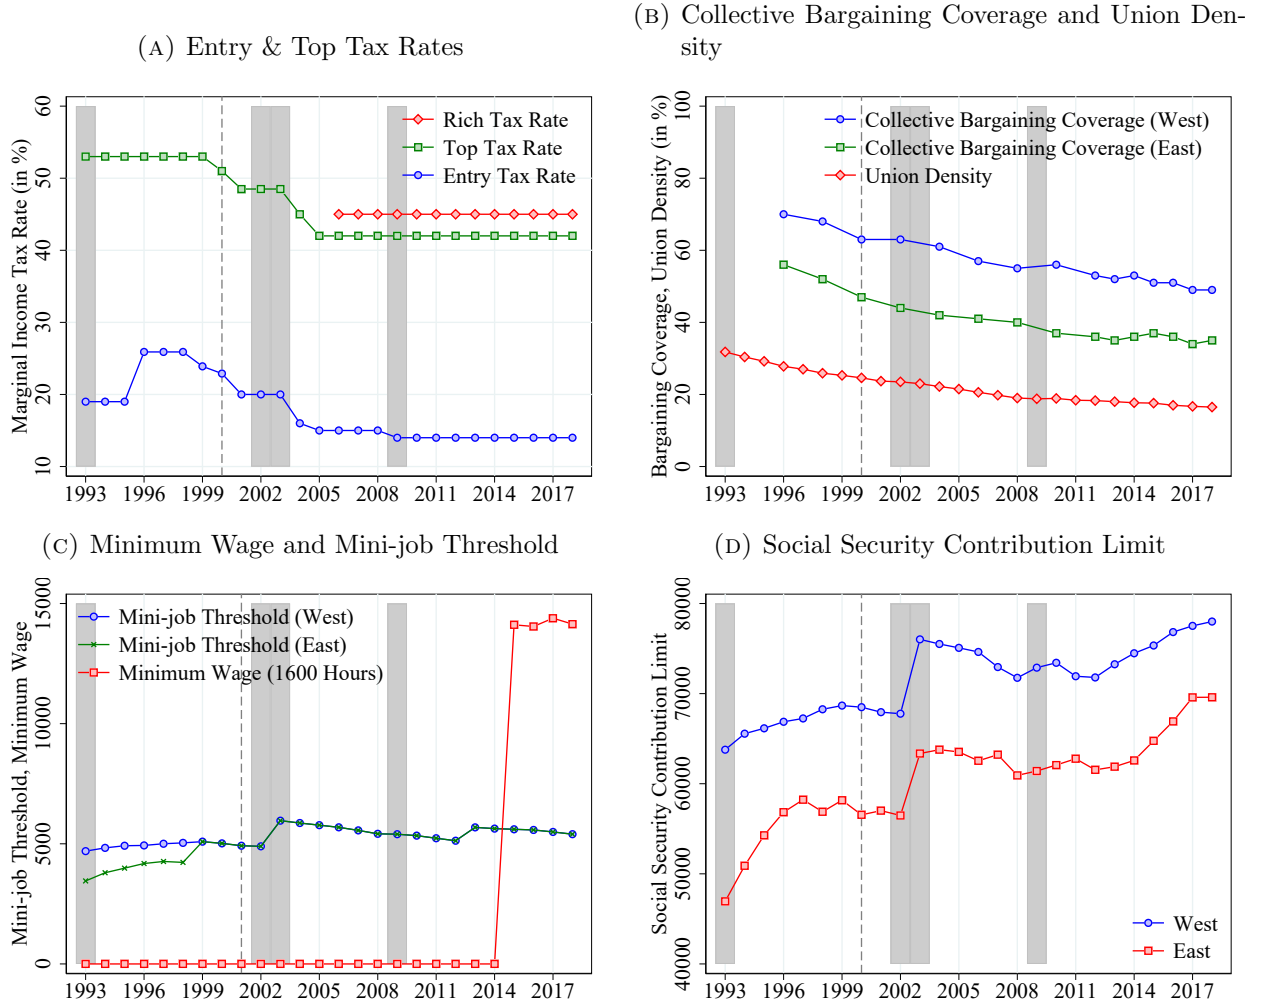 (A) Entry & Top Tax Rates
Marginal Income Tax Rate (in %)
60
50
40
30
20
10
Rich Tax Rate
Top Tax Rate
Entry Tax Rate
1993 1996 1999 2002 2005 2008 2011 2014 2017
(B) Collective Bargaining Coverage and Union Den-
sity
Bargaining Coverage, Union Density (in %)
100
80
60
40
20
0
Collective Bargaining Coverage (West)
Collective Bargaining Coverage (East)
Union Density
1993 1996 1999 2002 2005 2008 2011 2014 2017
(C) Minimum Wage and Mini-job Threshold
Mini-job Threshold, Minimum Wage
15000
10000
5000
0
Mini-job Threshold (West)
Mini-job Threshold (East)
Minimum Wage (1600 Hours)
1993 1996 1999 2002 2005 2008 2011 2014 2017
(D) Social Security Contribution Limit
Social Security Contribution Limit
80000
70000
60000
50000
40000
West
East
1993 1996 1999 2002 2005 2008 2011 2014 2017